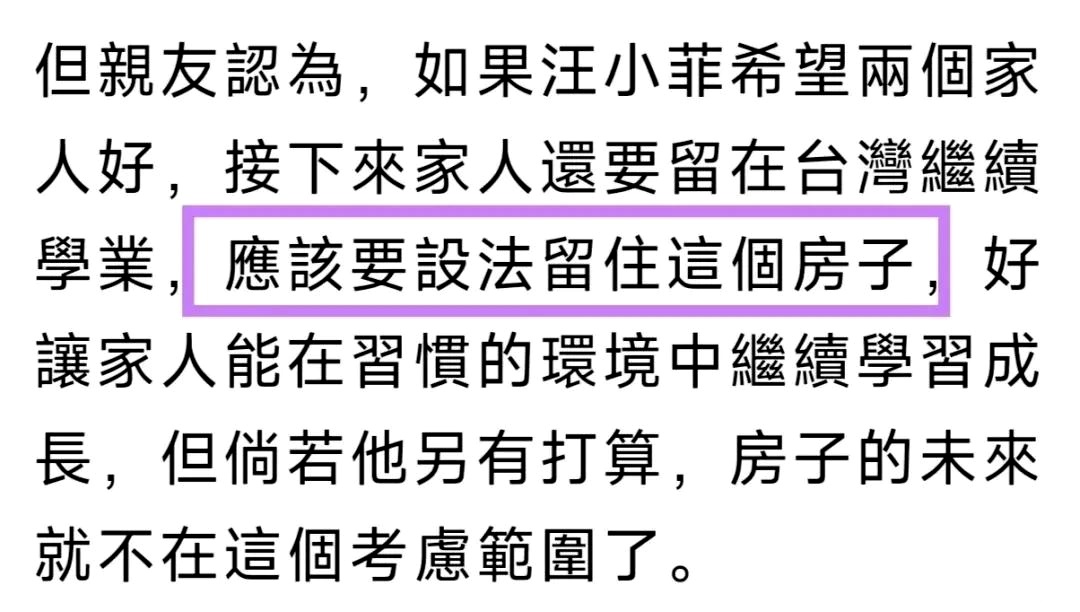 但親友認為，如果汪小菲希望兩個家
人好，接下來家人還要留在台灣繼續
學業，應該要設法留住這個房子，好
讓家人能在習慣的環境中繼續學習成
長，但倘若他另有打算，房子的未來
就不在這個考慮範圍了。